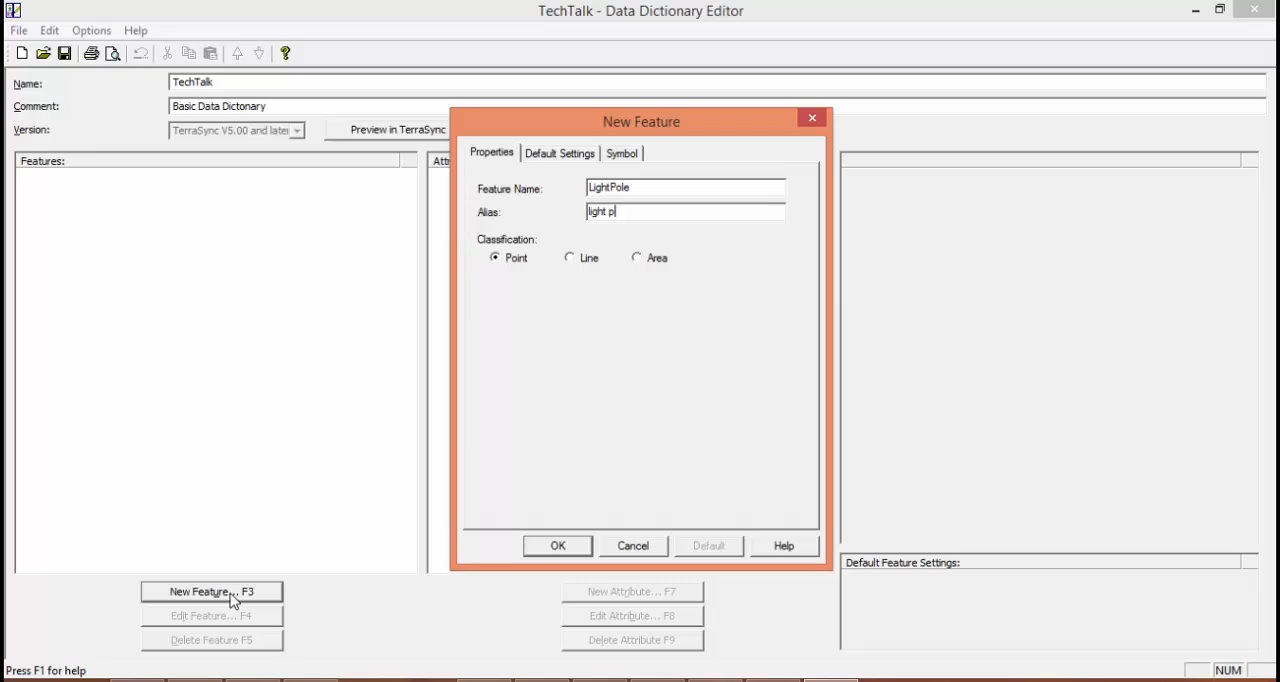 TechTalk - Data Dictionary Editor
File Edit Options Help
Name: TechTalk
Comment: Basic Data Dictonary
Version: TerraSync V5.00 and later Preview in TerraSync
Features:
Attr
New Feature... F3
Edit Feature... F4
Delete Feature F5
New Feature
Properties Default Settings Symbol
Feature Name: LightPole
Alias: light p
Classification:
Point Line Area
OK Cancel Default Help
New Attribute... F7
Edit Attribute... F8
Delete Attribute F9
Default Feature Settings:
Press F1 for help NUM